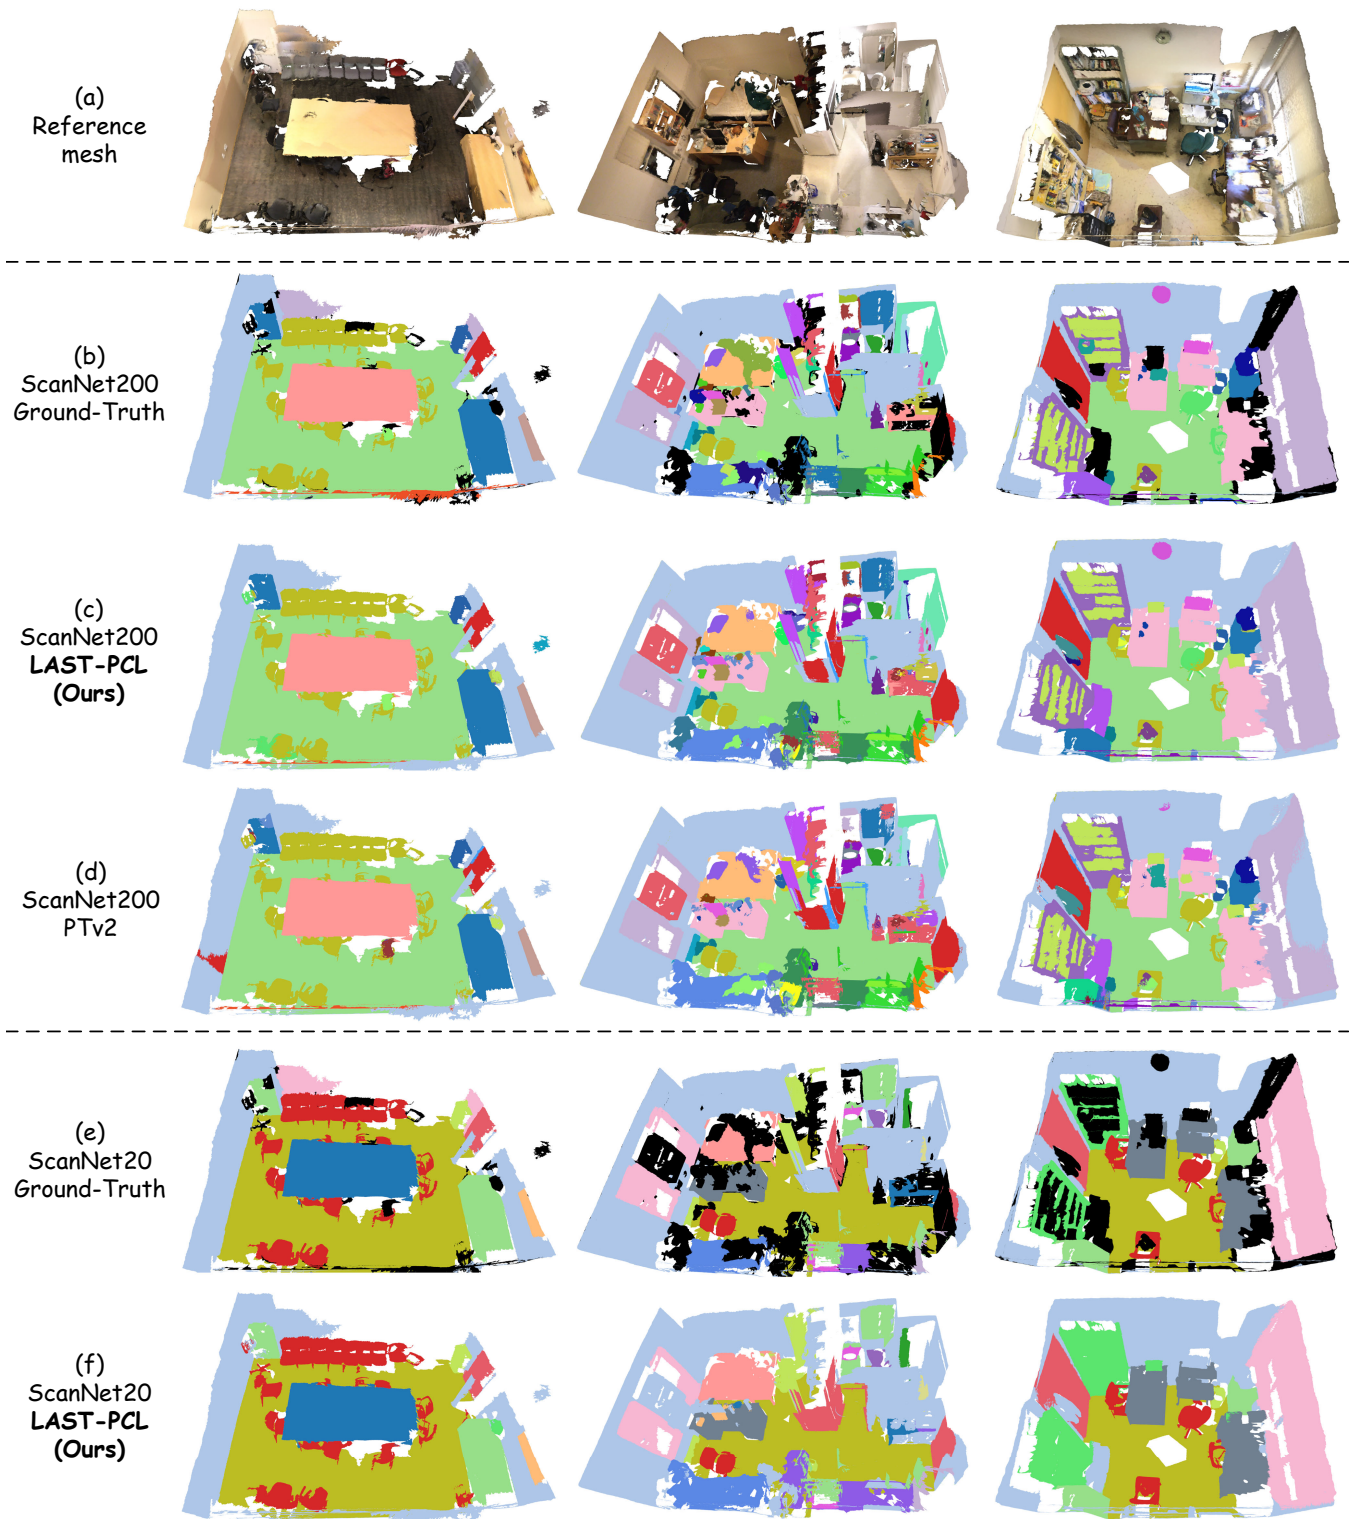 (a)
Reference
mesh
(b)
ScanNet200
Ground-Truth
(c)
ScanNet200
LAST-PCL
(Ours)
(d)
ScanNet200
PTv2
(e)
ScanNet20
Ground-Truth
(f)
ScanNet20
LAST-PCL
(Ours)